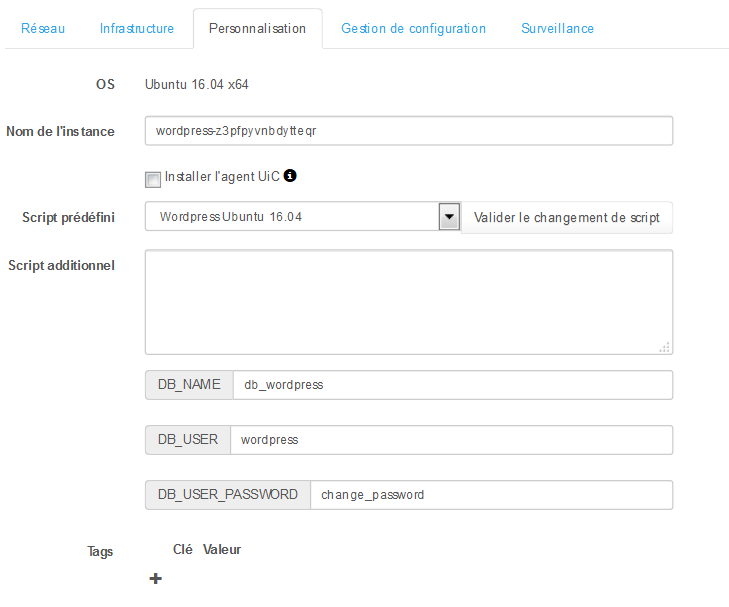 Réseau Infrastructure Personnalisation Gestion de configuration Surveillance
OS Ubuntu 16.04 x64
Nom de l'instance wordpress-z3pfpyvnbdytteqr
Installer l'agent UiC
Script prédéfini Wordpress Ubuntu 16.04 Valider le changement de script
Script additionnel
DB_NAME db_wordpress
DB_USER wordpress
DB_USER_PASSWORD change_password
Tags Clé Valeur